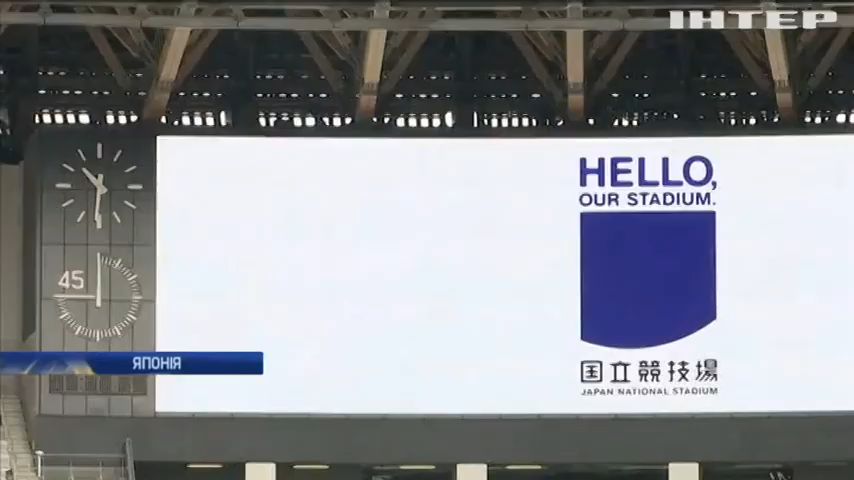 ІНТЕР
HELLO,
OUR STADIUM.
45
ЯПОНІЯ
国立競技場
JAPAN NATIONAL STADIUM